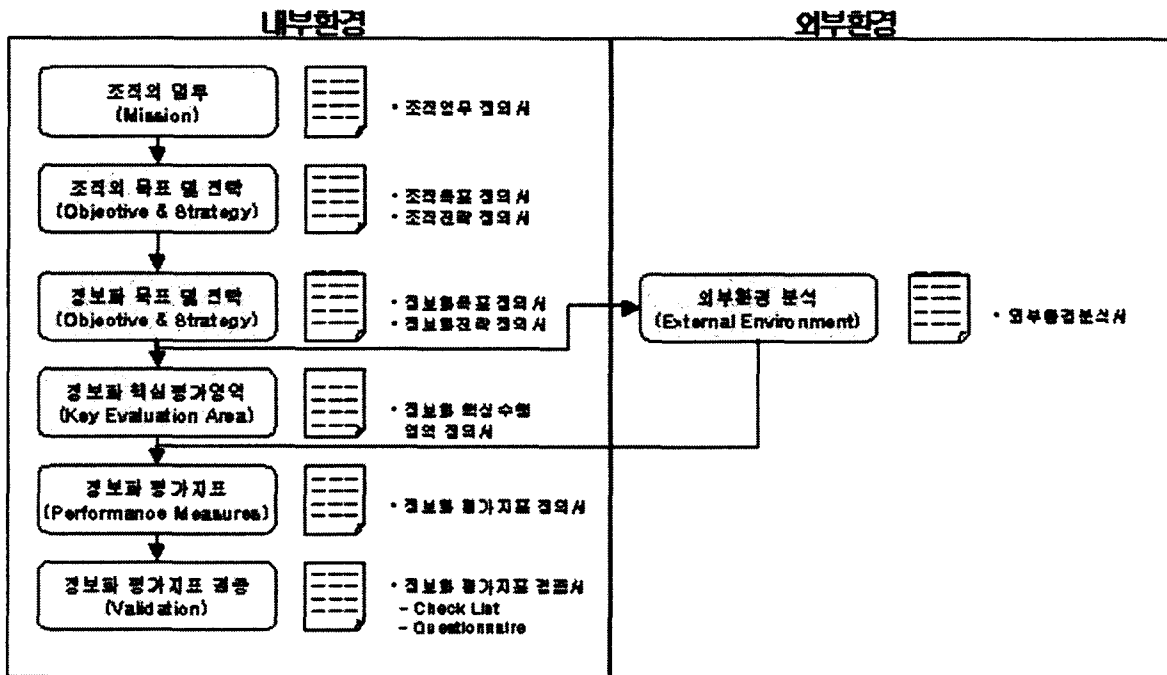 내부환경
외부환경
조직의 임무
(Mission)
• 조직임무 정의서
조직의 목표 및 전략
(Objective & Strategy)
• 조직목표 정의서
• 조직전략 정의서
정보화 목표 및 전략
(Objective & Strategy)
• 정보화목표 정의서
• 정보화전략 정의서
외부환경 분석
(External Environment)
• 외부환경분석서
정보화 핵심평가영역
(Key Evaluation Area)
• 정보화 핵심 수행
영역 정의서
정보화 평가지표
(Performance Measures)
• 정보화 평가지표 정의서
정보화 평가지표 검증
(Validation)
• 정보화 평가지표 검증서
- Check List
- Questionnaire